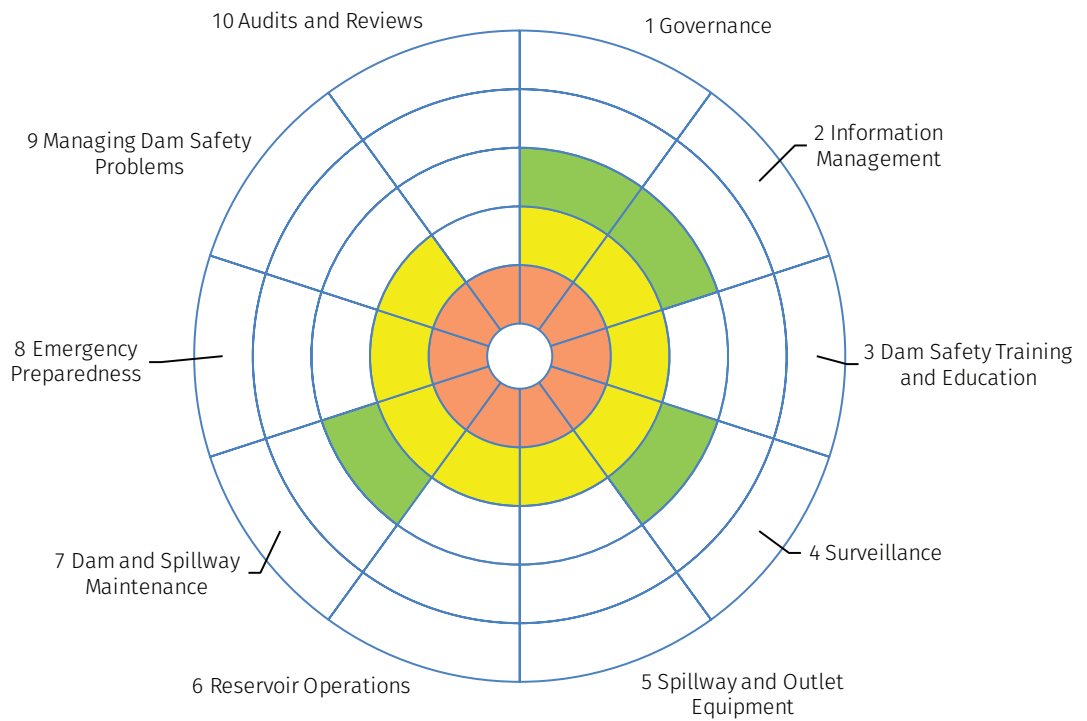 10 Audits and Reviews
1 Governance
2 Information
Management
3 Dam Safety Training
and Education
4 Surveillance
5 Spillway and Outlet
Equipment
6 Reservoir Operations
7 Dam and Spillway
Maintenance
8 Emergency
Preparedness
9 Managing Dam Safety
Problems